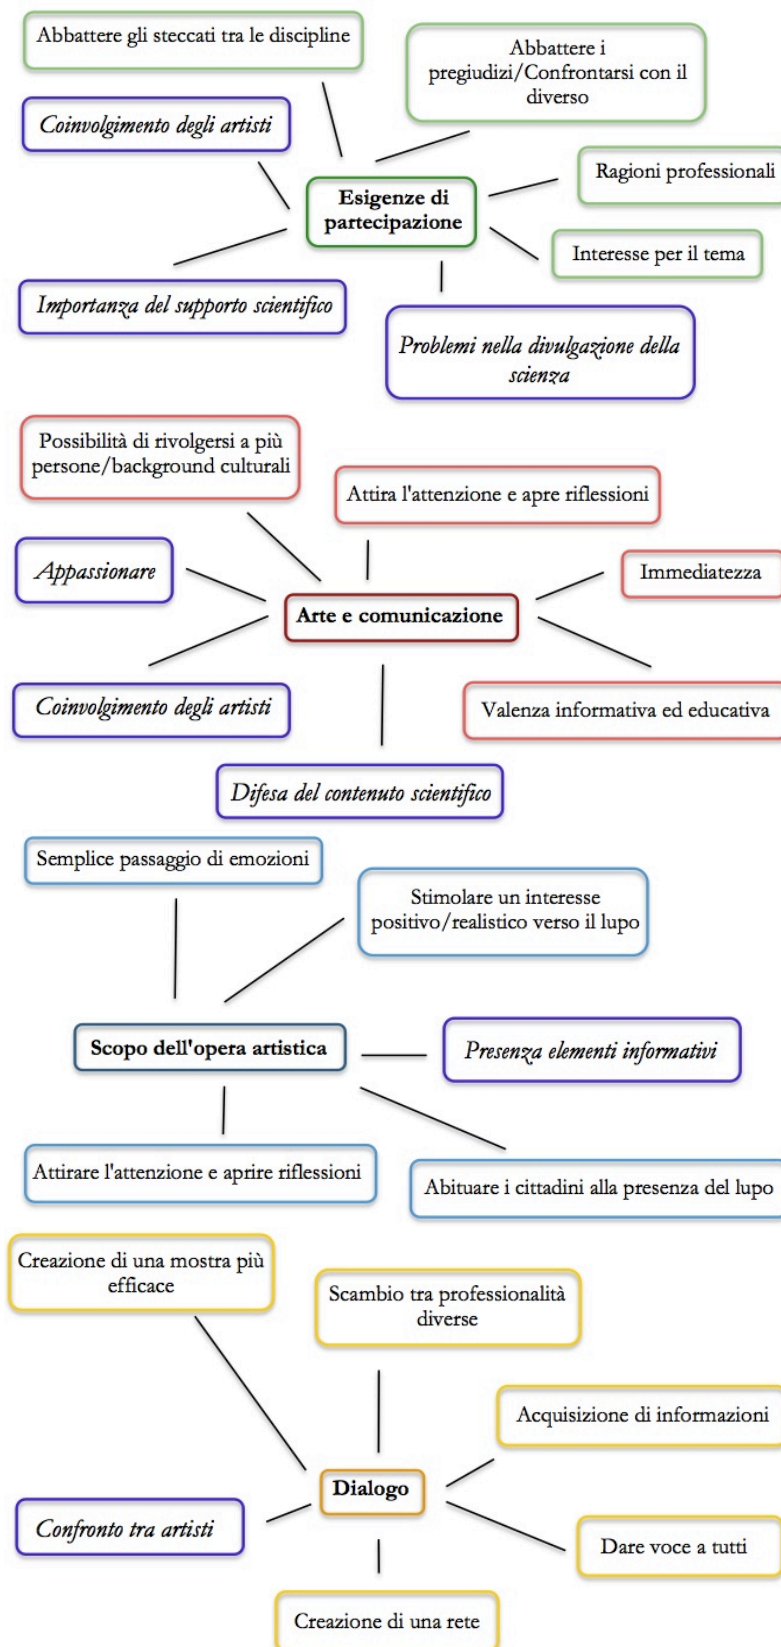 Abbattere gli steccati tra le discipline
Abbattere i
pregiudizi/Confrontarsi con il
diverso
Coinvolgimento degli artisti
Ragioni professionali
Esigenze di
partecipazione
Interesse per il tema
Importanza del supporto scientifico
Problemi nella divulgazione della
scienza
Possibilità di rivolgersi a più
persone/background culturali
Attira l'attenzione e apre riflessioni
Appassionare
Immediatezza
Arte e comunicazione
Coinvolgimento degli artisti
Valenza informativa ed educativa
Difesa del contenuto scientifico
Semplice passaggio di emozioni
Stimolare un interesse
positivo/realistico verso il lupo
Scopo dell'opera artistica
Presenza elementi informativi
Attirare l'attenzione e aprire riflessioni
Abituare i cittadini alla presenza del lupo
Creazione di una mostra più
efficace
Scambio tra professionalità
diverse
Acquisizione di informazioni
Dialogo
Confronto tra artisti
Dare voce a tutti
Creazione di una rete